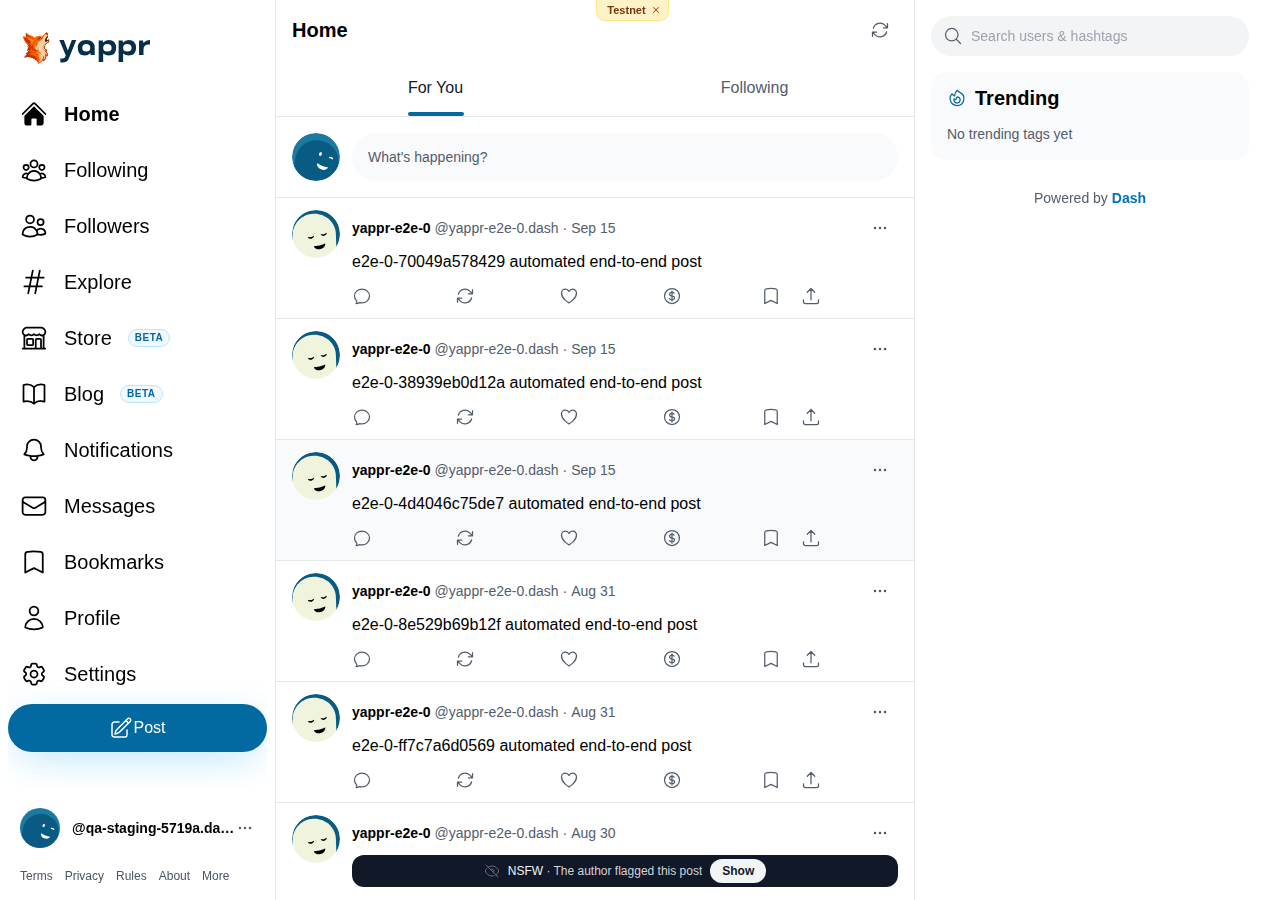 Testnet ×
yappr
Home
Following
Followers
Explore
Store BETA
Blog BETA
Notifications
Messages
Bookmarks
Profile
Settings
Post
@qa-staging-5719a.da…
Terms Privacy Rules About More
Home
For You Following
What's happening?
yappr-e2e-0 @yappr-e2e-0.dash · Sep 15
e2e-0-70049a578429 automated end-to-end post
yappr-e2e-0 @yappr-e2e-0.dash · Sep 15
e2e-0-38939eb0d12a automated end-to-end post
yappr-e2e-0 @yappr-e2e-0.dash · Sep 15
e2e-0-4d4046c75de7 automated end-to-end post
yappr-e2e-0 @yappr-e2e-0.dash · Aug 31
e2e-0-8e529b69b12f automated end-to-end post
yappr-e2e-0 @yappr-e2e-0.dash · Aug 31
e2e-0-ff7c7a6d0569 automated end-to-end post
yappr-e2e-0 @yappr-e2e-0.dash · Aug 30
NSFW · The author flagged this post Show
Search users & hashtags
Trending
No trending tags yet
Powered by Dash